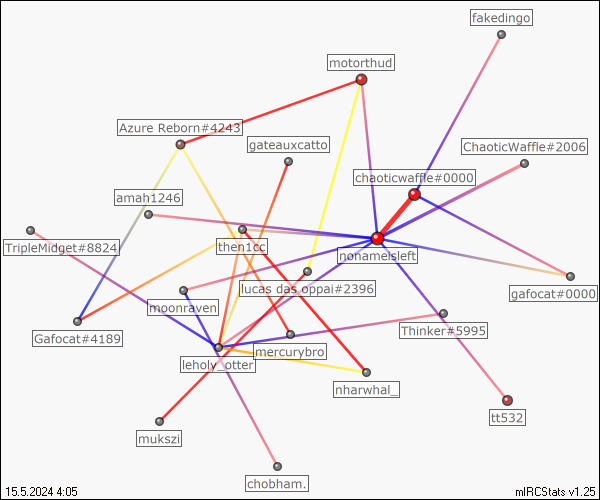 fakedingo
motorthud
Azure Reborn#4243
gateauxcatto
ChaoticWaffle#2006
chaoticwaffle#0000
amah1246
TripleMidget#8824
then1cc
nonameisleft
lucas das oppai#2396
gafocat#0000
moonraven
Gafocat#4189
Thinker#5995
mercurybro
leholy_otter
nharwhal_
tt532
mukszi
chobham.
15.5.2024 4:05
mIRCStats v1.25